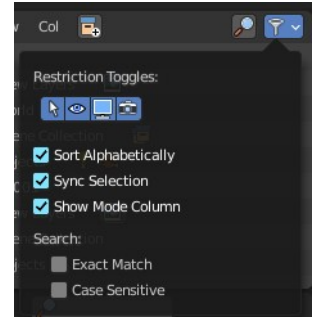 Col
Restriction Toggles:
Sort Alphabetically
Sync Selection
Show Mode Column
Search:
Exact Match
Case Sensitive